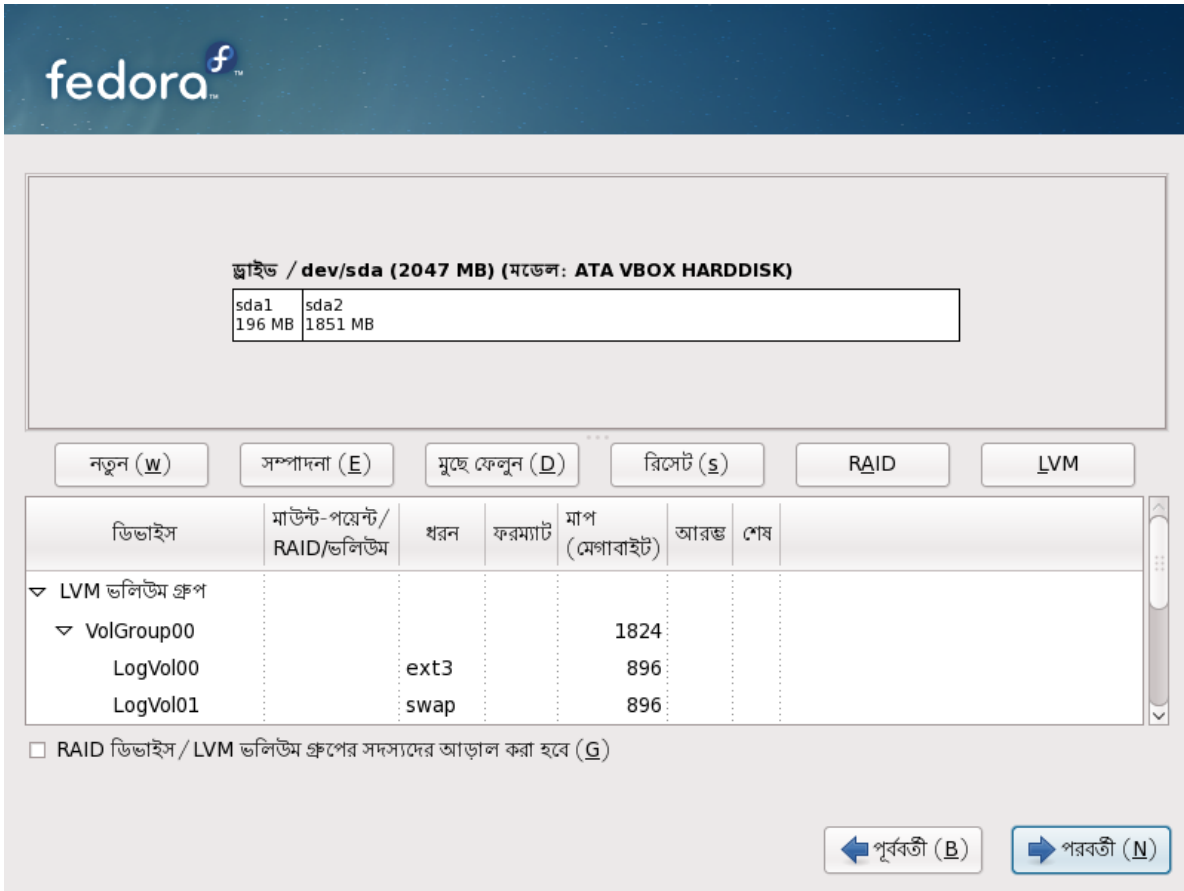 fedora f ™
ড্রাইভ /dev/sda (2047 MB) (মডেল: ATA VBOX HARDDISK)
sda1 sda2
196 MB 1851 MB
নতুন (w) সম্পাদনা (E) মুছে ফেলুন (D) রিসেট (s) RAID LVM
ডিভাইস মাউন্ট-পয়েন্ট/ RAID/ভলিউম ধরন ফরম্যাট মাপ (মেগাবাইট) আরম্ভ শেষ
LVM ভলিউম গ্রুপ
VolGroup00 1824
LogVol00 ext3 896
LogVol01 swap 896
RAID ডিভাইস/LVM ভলিউম গ্রুপের সদস্যদের আড়াল করা হবে (G)
পূর্ববর্তী (B) পরবর্তী (N)